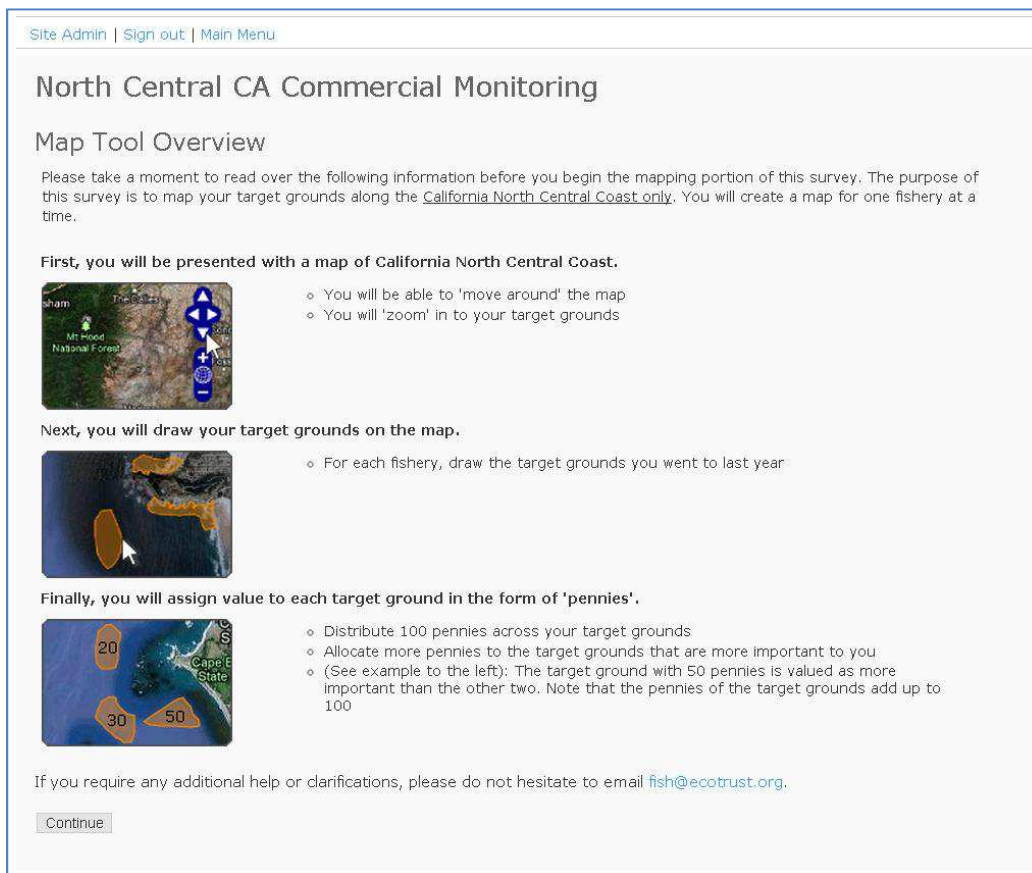 Site Admin | Sign out | Main Menu
North Central CA Commercial Monitoring
Map Tool Overview
Please take a moment to read over the following information before you begin the mapping portion of this survey. The purpose of
this survey is to map your target grounds along the California North Central Coast only. You will create a map for one fishery at a
time.
First, you will be presented with a map of California North Central Coast.
sham
The Dalles
Mt Hood
National Forest
You will be able to 'move around' the map
You will 'zoom' in to your target grounds
Next, you will draw your target grounds on the map.
For each fishery, draw the target grounds you went to last year
Finally, you will assign value to each target ground in the form of 'pennies'.
20
30
50
Cape
State
Distribute 100 pennies across your target grounds
Allocate more pennies to the target grounds that are more important to you
(See example to the left): The target ground with 50 pennies is valued as more
important than the other two. Note that the pennies of the target grounds add up to
100
If you require any additional help or clarifications, please do not hesitate to email fish@ecotrust.org.
Continue